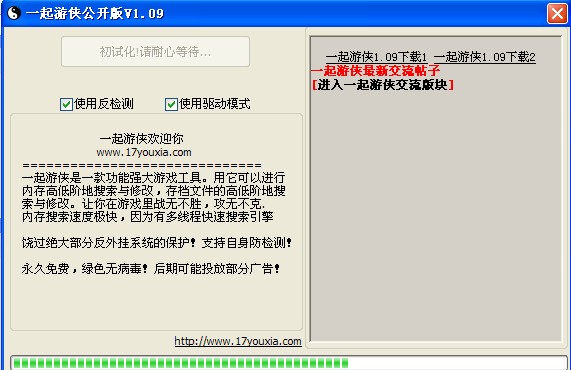 一起游侠公开版V1.09
初试化!请耐心等待...
使用反检测 使用驱动模式
一起游侠欢迎你
www.17youxia.com
==============================
一起游侠是一款功能强大游戏工具。用它可以进行
内存高低阶地搜索与修改，存档文件的高低阶地搜
索与修改。让你在游戏里战无不胜，攻无不克.
内存搜索速度极快，因为有多线程快速搜索引擎
饶过绝大部分反外挂系统的保护！支持自身防检测！
永久免费，绿色无病毒！后期可能投放部分广告！
http://www.17youxia.com
一起游侠1.09下载1 一起游侠1.09下载2
一起游侠最新交流帖子
[进入一起游侠交流版块]